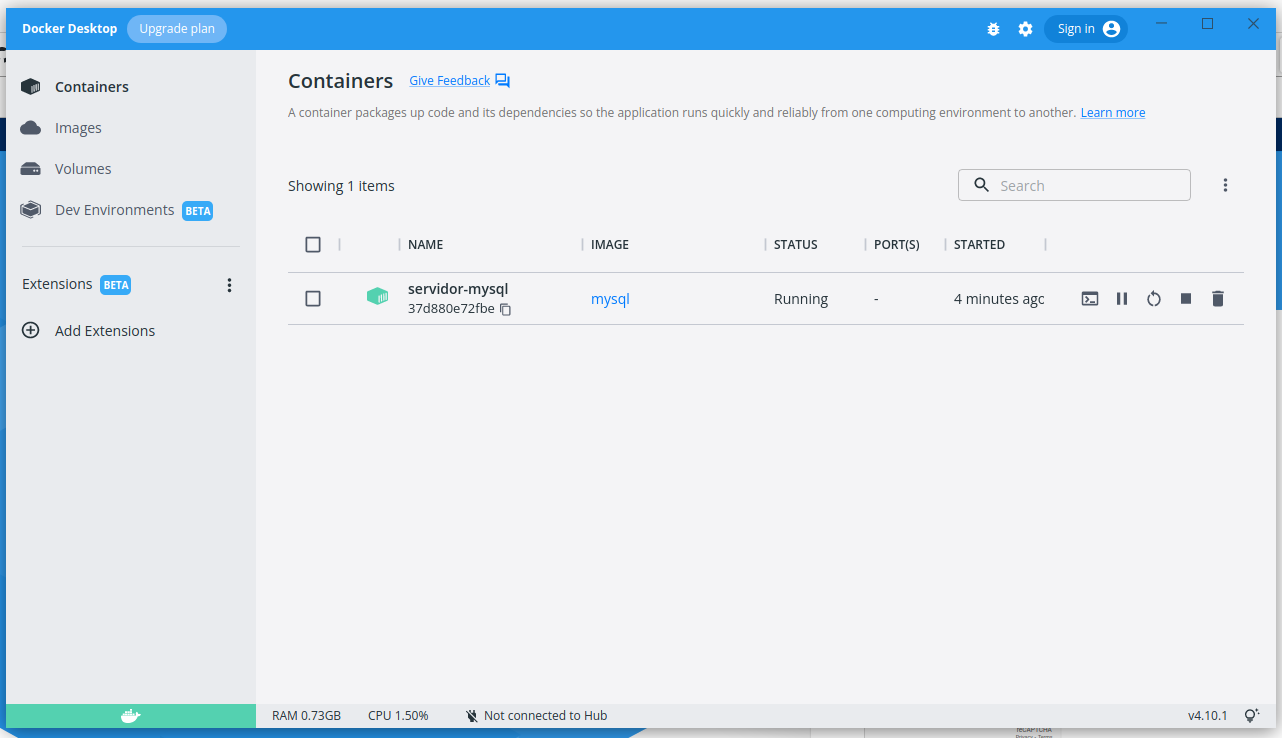 Docker Desktop Upgrade plan Sign in
Containers
Images
Volumes
Dev Environments BETA
Extensions BETA
Add Extensions
Containers Give Feedback
A container packages up code and its dependencies so the application runs quickly and reliably from one computing environment to another. Learn more
Showing 1 items
Search
NAME IMAGE STATUS PORT(S) STARTED
servidor-mysql
37d880e72fbe
mysql Running - 4 minutes agc
RAM 0.73GB CPU 1.50% Not connected to Hub v4.10.1
reCAPTCHA
Privacy - Terms